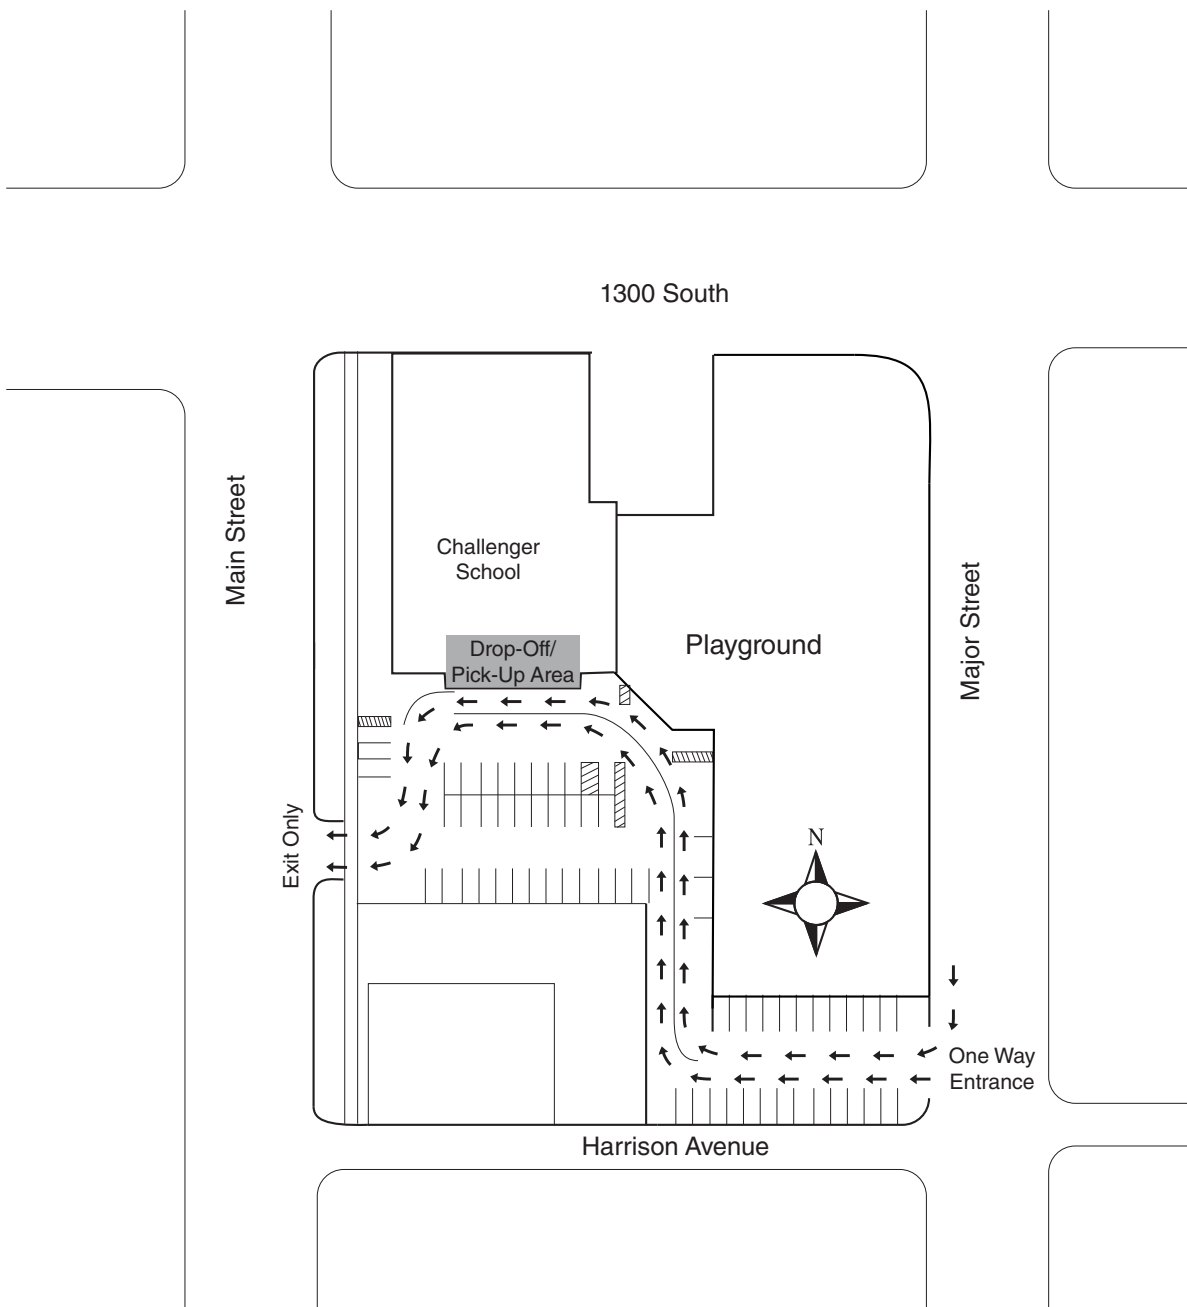 1300 South
Main Street
Challenger
School
Drop-Off/
Pick-Up Area
Playground
Major Street
Exit Only
N
One Way
Entrance
Harrison Avenue